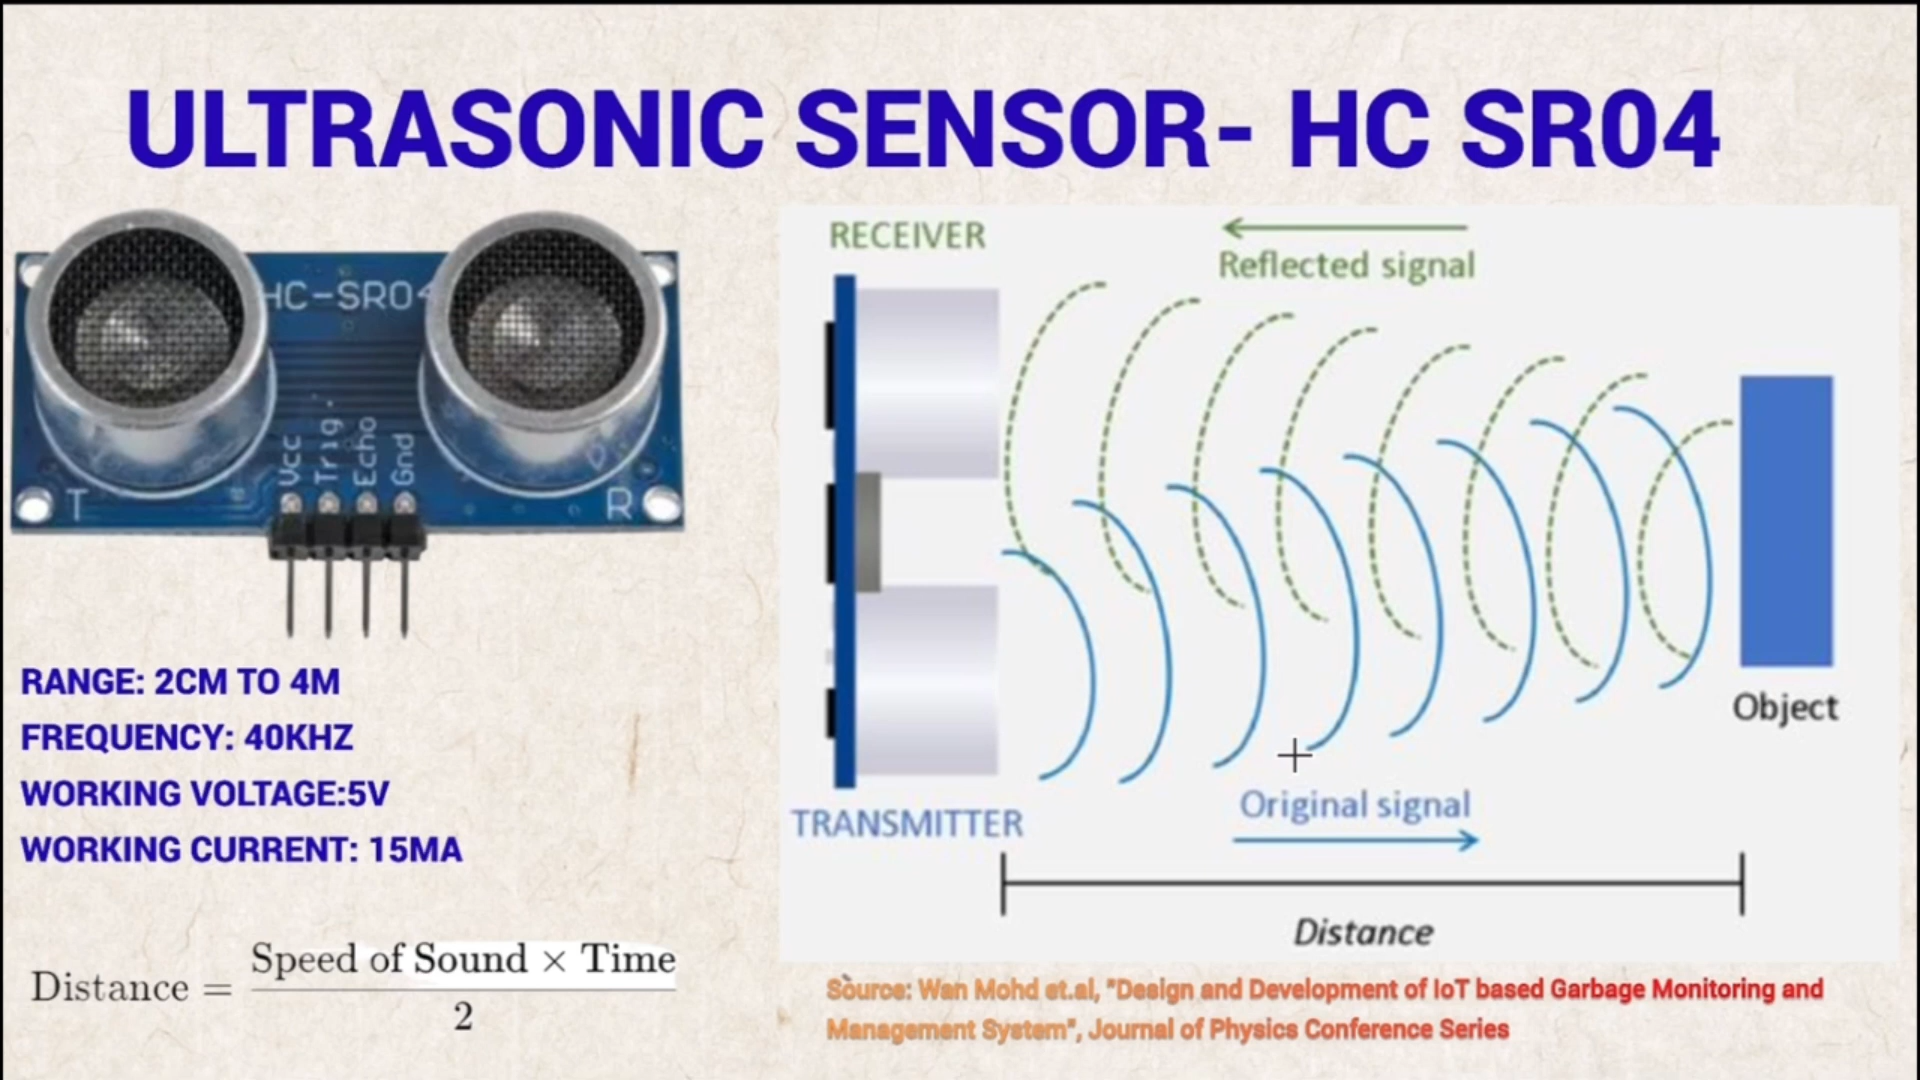 ULTRASONIC SENSOR- HC SR04
HC-SR04
Vcc
Trig
Echo
Gnd
T
R
RANGE: 2CM TO 4M
FREQUENCY: 40KHZ
WORKING VOLTAGE:5V
WORKING CURRENT: 15MA
Distance = Speed of Sound × Time
2
RECEIVER
Reflected signal
Object
Original signal
TRANSMITTER
Distance
Source: Wan Mohd et.al, "Design and Development of IoT based Garbage Monitoring and
Management System", Journal of Physics Conference Series